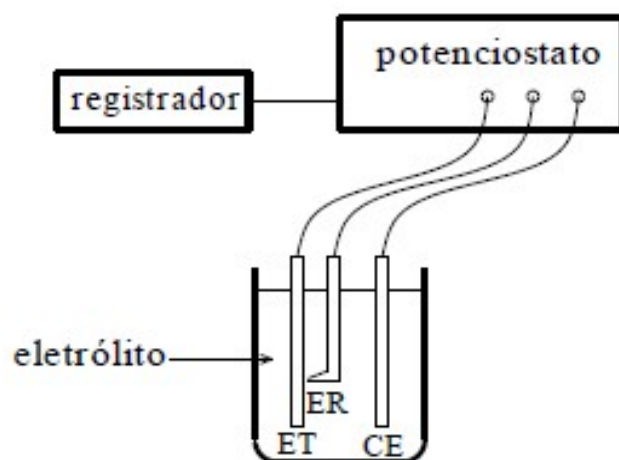 potenciostato
registrador
eletrólito
ER
ET
CE